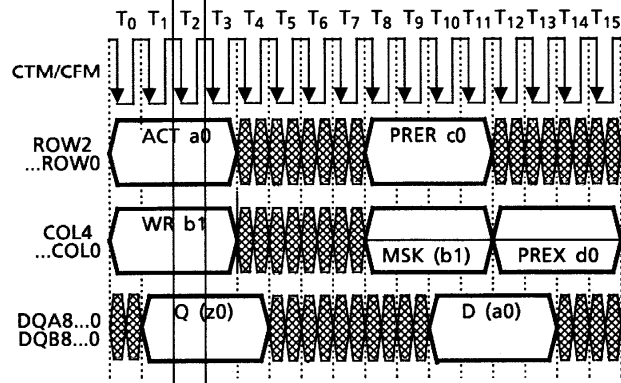 T0 T1 T2 T3 T4 T5 T6 T7 T8 T9 T10 T11 T12 T13 T14 T15
CTM/CFM
ROW2
...ROW0
ACT a0
PRER c0
COL4
...COL0
WR b1
MSK (b1)
PREX d0
DQA8...0
DQB8...0
Q (z0)
D (a0)